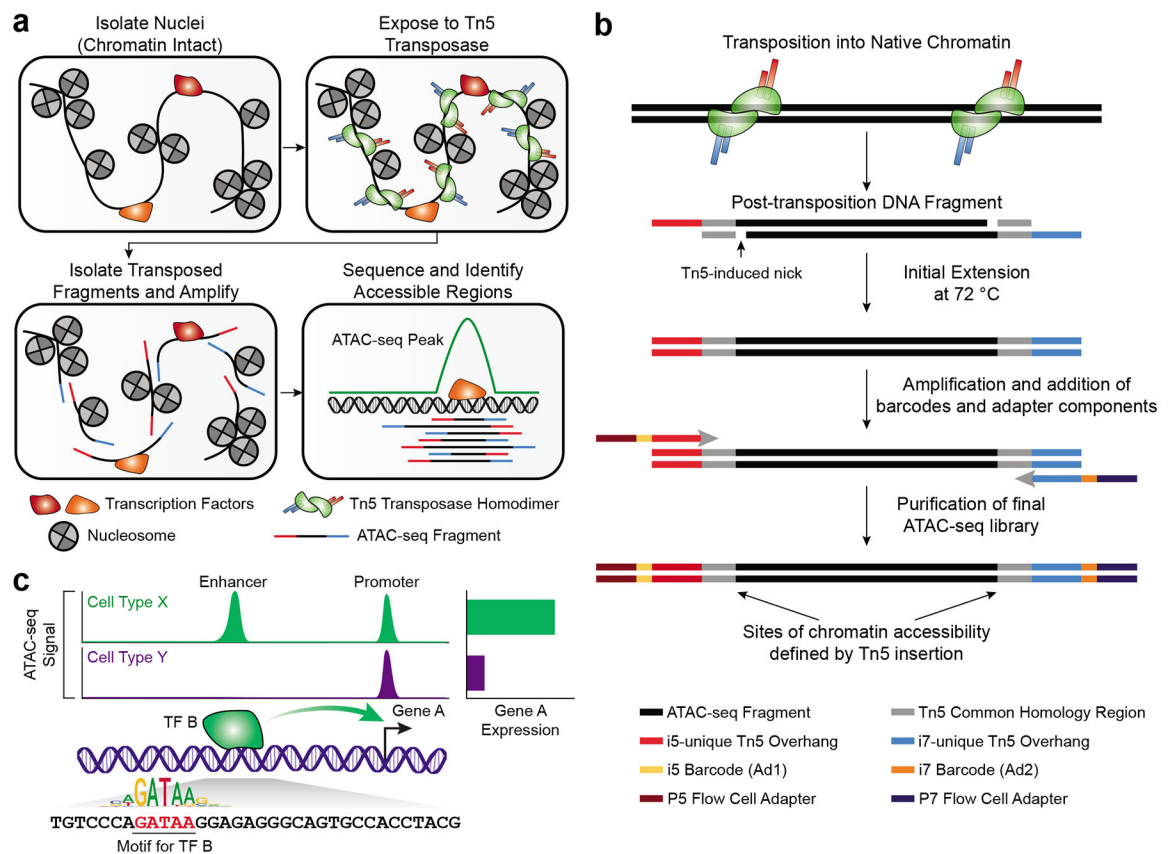 a
Isolate Nuclei
(Chromatin Intact)
Expose to Tn5
Transposase
Isolate Transposed
Fragments and Amplify
Sequence and Identify
Accessible Regions
ATAC-seq Peak
Transcription Factors
Tn5 Transposase Homodimer
Nucleosome
ATAC-seq Fragment
b
Transposition into Native Chromatin
Post-transposition DNA Fragment
Tn5-induced nick
Initial Extension
at 72 °C
Amplification and addition of
barcodes and adapter components
Purification of final
ATAC-seq library
Sites of chromatin accessibility
defined by Tn5 insertion
ATAC-seq Fragment
Tn5 Common Homology Region
i5-unique Tn5 Overhang
i7-unique Tn5 Overhang
i5 Barcode (Ad1)
i7 Barcode (Ad2)
P5 Flow Cell Adapter
P7 Flow Cell Adapter
c
Enhancer
Promoter
ATAC-seq
Signal
Cell Type X
Cell Type Y
TF B
Gene A
Gene A
Expression
GATAA
TGTCCCAGATAAGGAGAGGGCAGTGCCACCTACG
Motif for TF B